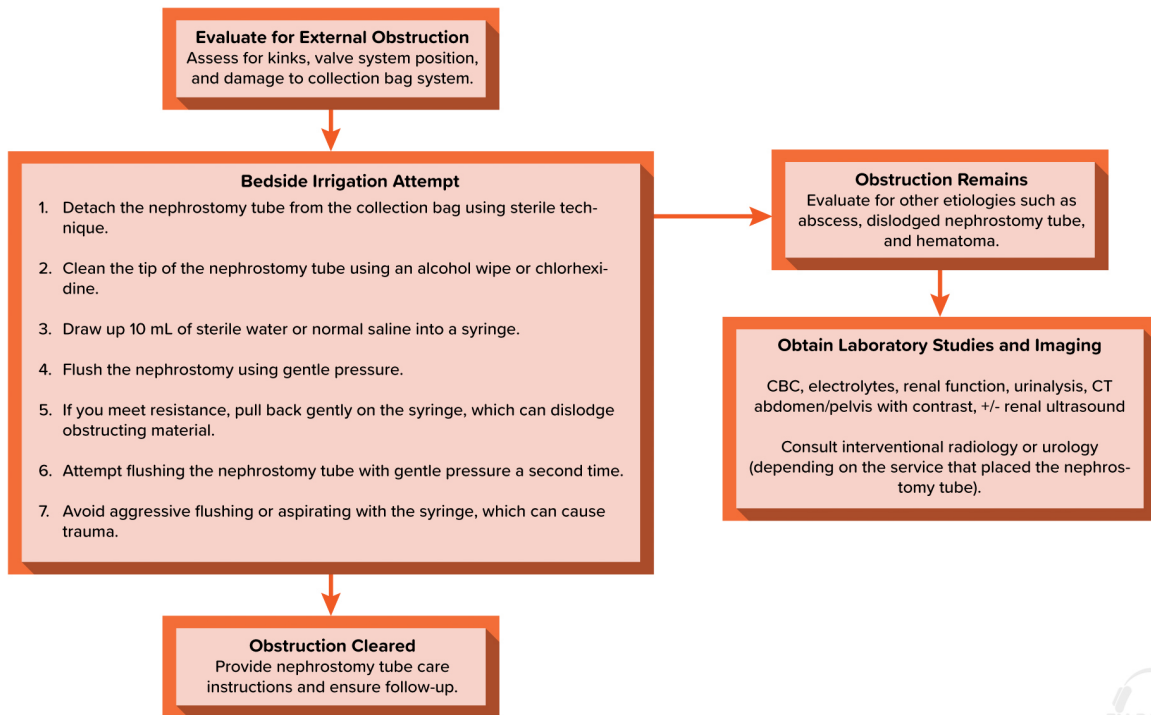 Evaluate for External Obstruction
Assess for kinks, valve system position,
and damage to collection bag system.
Bedside Irrigation Attempt
1. Detach the nephrostomy tube from the collection bag using sterile tech-
nique.
2. Clean the tip of the nephrostomy tube using an alcohol wipe or chlorhexi-
dine.
3. Draw up 10 mL of sterile water or normal saline into a syringe.
4. Flush the nephrostomy using gentle pressure.
5. If you meet resistance, pull back gently on the syringe, which can dislodge
obstructing material.
6. Attempt flushing the nephrostomy tube with gentle pressure a second time.
7. Avoid aggressive flushing or aspirating with the syringe, which can cause
trauma.
Obstruction Cleared
Provide nephrostomy tube care
instructions and ensure follow-up.
Obstruction Remains
Evaluate for other etiologies such as
abscess, dislodged nephrostomy tube,
and hematoma.
Obtain Laboratory Studies and Imaging
CBC, electrolytes, renal function, urinalysis, CT
abdomen/pelvis with contrast, +/- renal ultrasound
Consult interventional radiology or urology
(depending on the service that placed the nephros-
tomy tube).